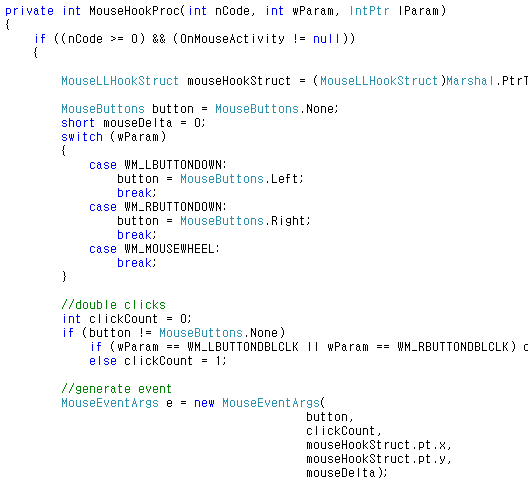 private int MouseHookProc(int nCode, int wParam, IntPtr lParam)
{
if ((nCode >= 0) && (OnMouseActivity != null))
{
MouseLLHookStruct mouseHookStruct = (MouseLLHookStruct)Marshal.PtrT
MouseButtons button = MouseButtons.None;
short mouseDelta = 0;
switch (wParam)
{
case WM_LBUTTONDOWN:
button = MouseButtons.Left;
break;
case WM_RBUTTONDOWN:
button = MouseButtons.Right;
break;
case WM_MOUSEWHEEL:
break;
}
//double clicks
int clickCount = 0;
if (button != MouseButtons.None)
if (wParam == WM_LBUTTONDBLCLK || wParam == WM_RBUTTONDBLCLK) c
else clickCount = 1;
//generate event
MouseEventArgs e = new MouseEventArgs(
button,
clickCount,
mouseHookStruct.pt.x,
mouseHookStruct.pt.y,
mouseDelta);